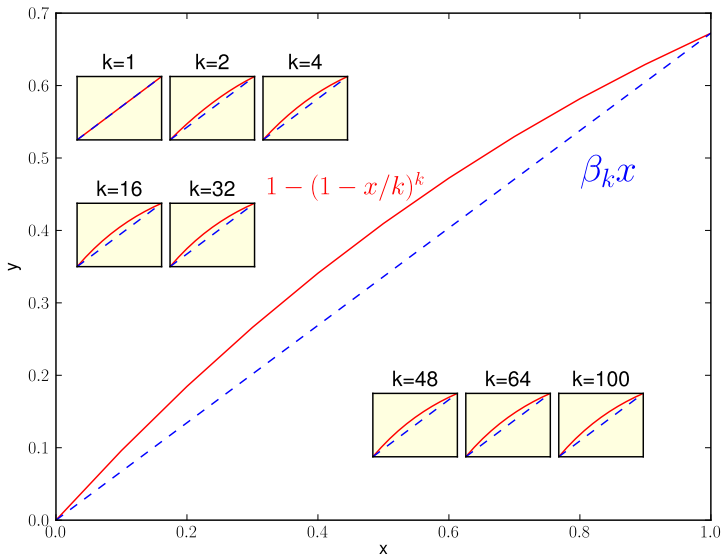 0.7
k=1 k=2 k=4
0.6
0.5
βₖx
k=16 k=32
1 − (1 − x/k)ᵏ
0.4
y
0.3
0.2
k=48 k=64 k=100
0.1
0.0
0.0 0.2 0.4 0.6 0.8 1.0
x